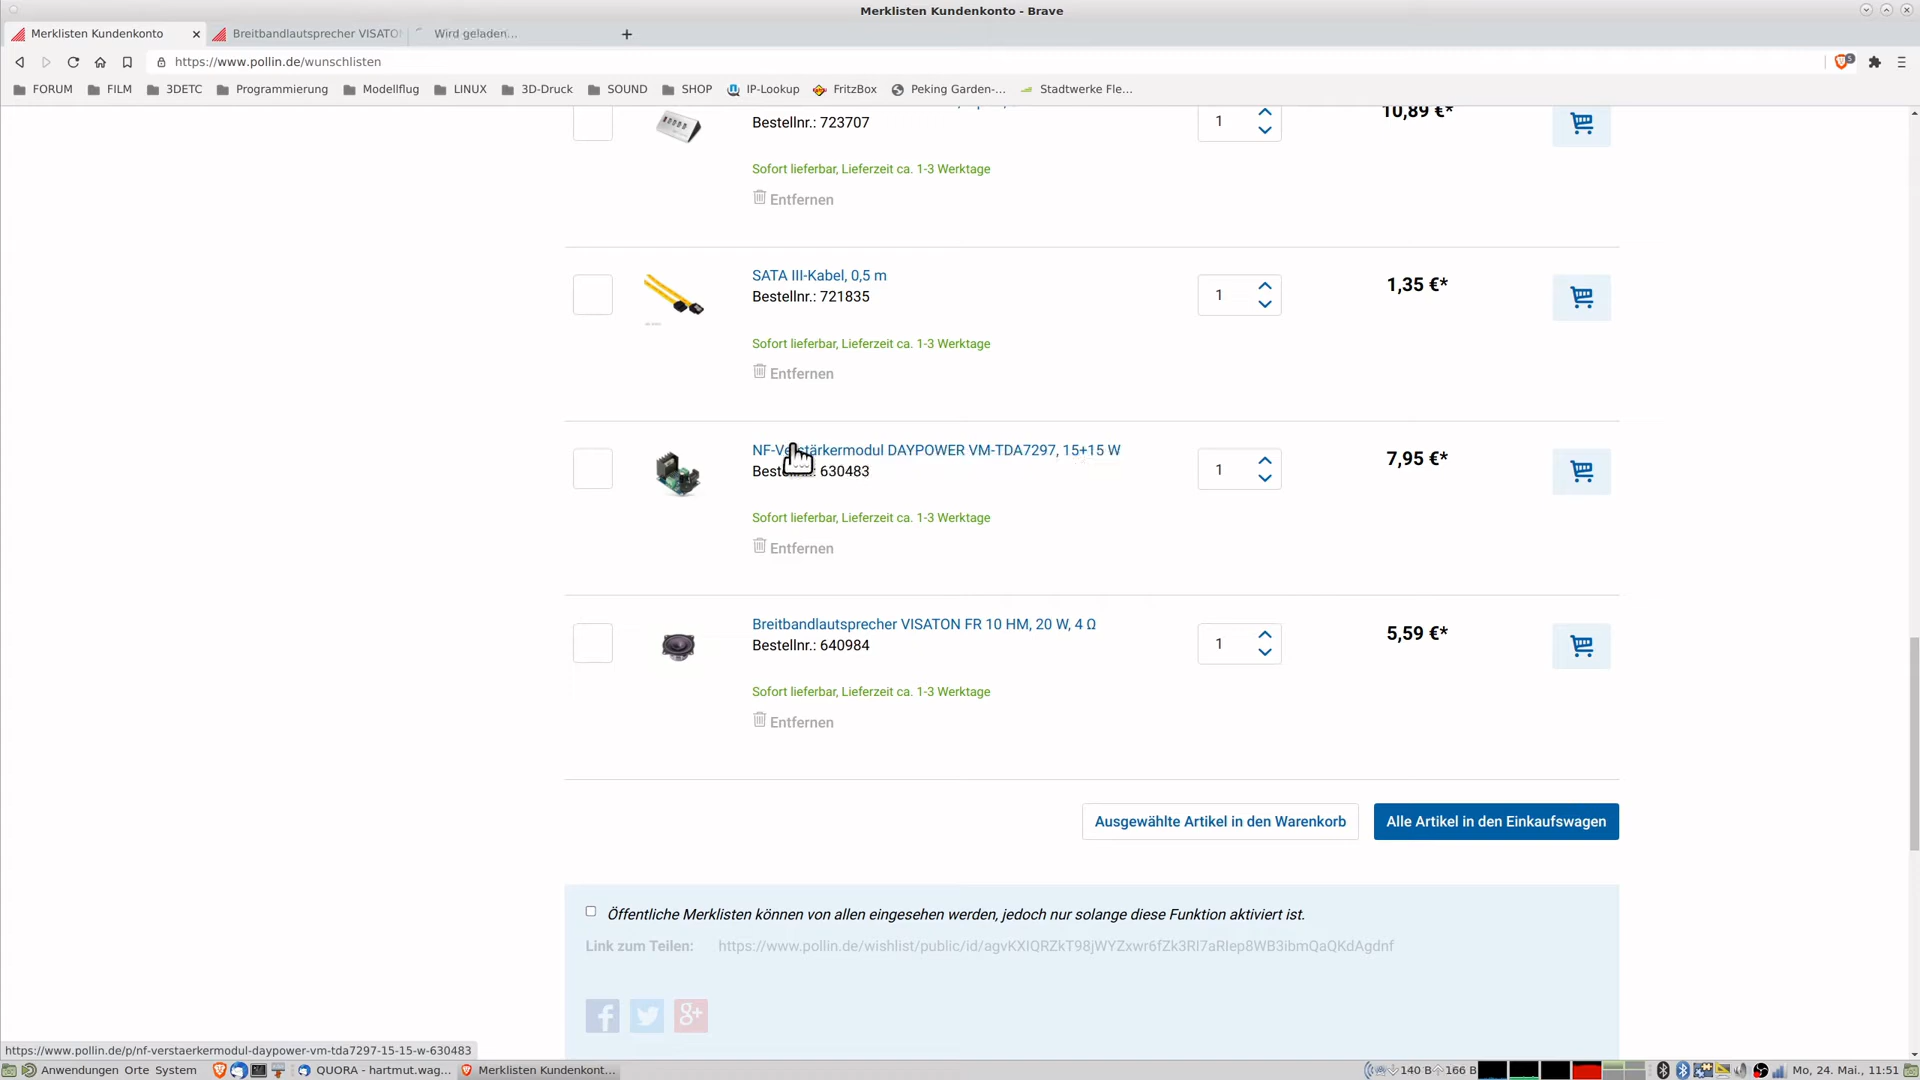 Merklisten Kundenkonto - Brave
Merklisten Kundenkonto
Breitbandlautsprecher VISATO
Wird geladen...
https://www.pollin.de/wunschlisten
5
FORUM FILM 3DETC Programmierung Modellflug LINUX 3D-Druck SOUND SHOP IP-Lookup FritzBox Peking Garden-... Stadtwerke Fle...
Bestellnr.: 723707
1
10,89 €*
Sofort lieferbar, Lieferzeit ca. 1-3 Werktage
Entfernen
SATA III-Kabel, 0,5 m
Bestellnr.: 721835
1
1,35 €*
Sofort lieferbar, Lieferzeit ca. 1-3 Werktage
Entfernen
NF-Verstärkermodul DAYPOWER VM-TDA7297, 15+15 W
Bestellnr.: 630483
1
7,95 €*
Sofort lieferbar, Lieferzeit ca. 1-3 Werktage
Entfernen
Breitbandlautsprecher VISATON FR 10 HM, 20 W, 4 Ω
Bestellnr.: 640984
1
5,59 €*
Sofort lieferbar, Lieferzeit ca. 1-3 Werktage
Entfernen
Ausgewählte Artikel in den Warenkorb
Alle Artikel in den Einkaufswagen
Öffentliche Merklisten können von allen eingesehen werden, jedoch nur solange diese Funktion aktiviert ist.
Link zum Teilen: https://www.pollin.de/wishlist/public/id/agvKXIQRZkT98jWYZxwr6fZk3RI7aRlep8WB3ibmQaQKdAgdnf
https://www.pollin.de/p/nf-verstaerkermodul-daypower-vm-tda7297-15-15-w-630483
Anwendungen Orte System
QUORA - hartmut.wag...
Merklisten Kundenkont...
140 B 166 B
Mo, 24. Mai., 11:51